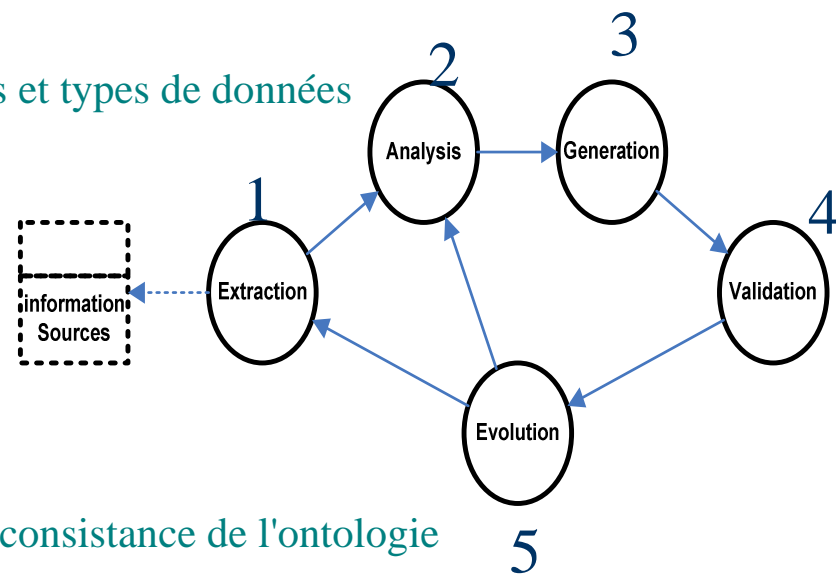 3
2
s et types de données
Analysis
Generation
1
4
Extraction
information
Sources
Validation
Evolution
consistance de l'ontologie
5